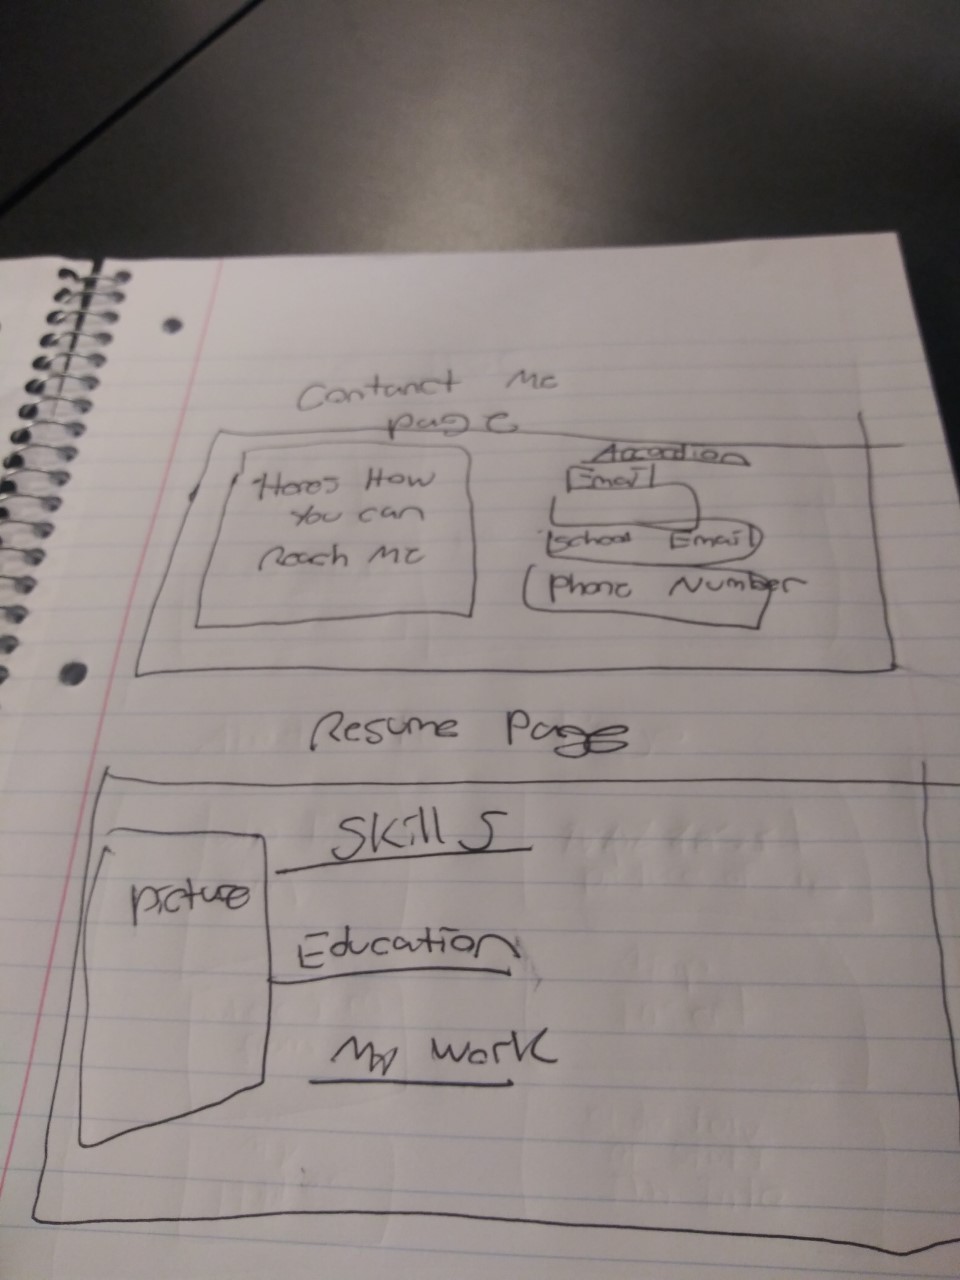 Contanct Me
page
Heres How
You can
Reach Me
Accordion
Email
School Email
Phone Number
Resume Page
Skills
Picture
Education
My Work